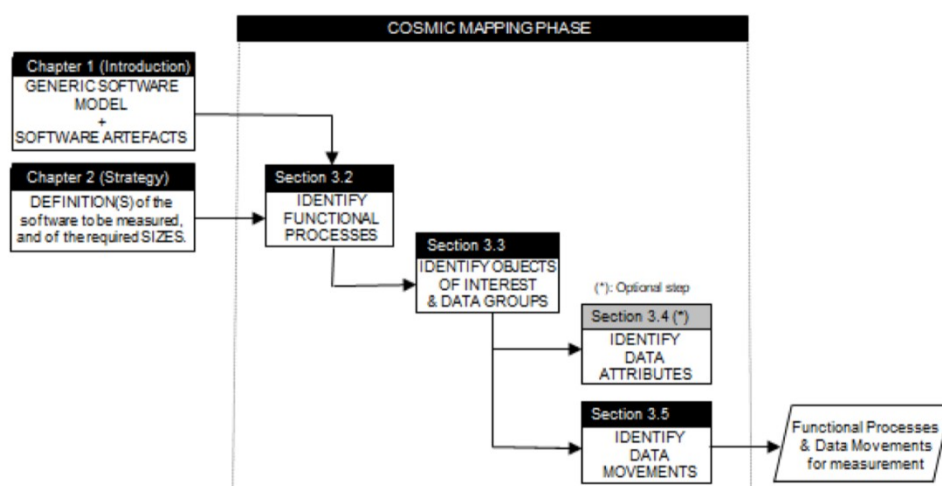 COSMIC MAPPING PHASE
Chapter 1 (Introduction)
GENERIC SOFTWARE
MODEL
+
SOFTWARE ARTEFACTS
Chapter 2 (Strategy)
DEFINITION(S) of the
software to be measured,
and of the required SIZES.
Section 3.2
IDENTIFY
FUNCTIONAL
PROCESSES
Section 3.3
IDENTIFY OBJECTS
OF INTEREST
& DATA GROUPS
(*): Optional step
Section 3.4 (*)
IDENTIFY
DATA
ATTRIBUTES
Section 3.5
IDENTIFY
DATA
MOVEMENTS
Functional Processes
& Data Movements
for measurement